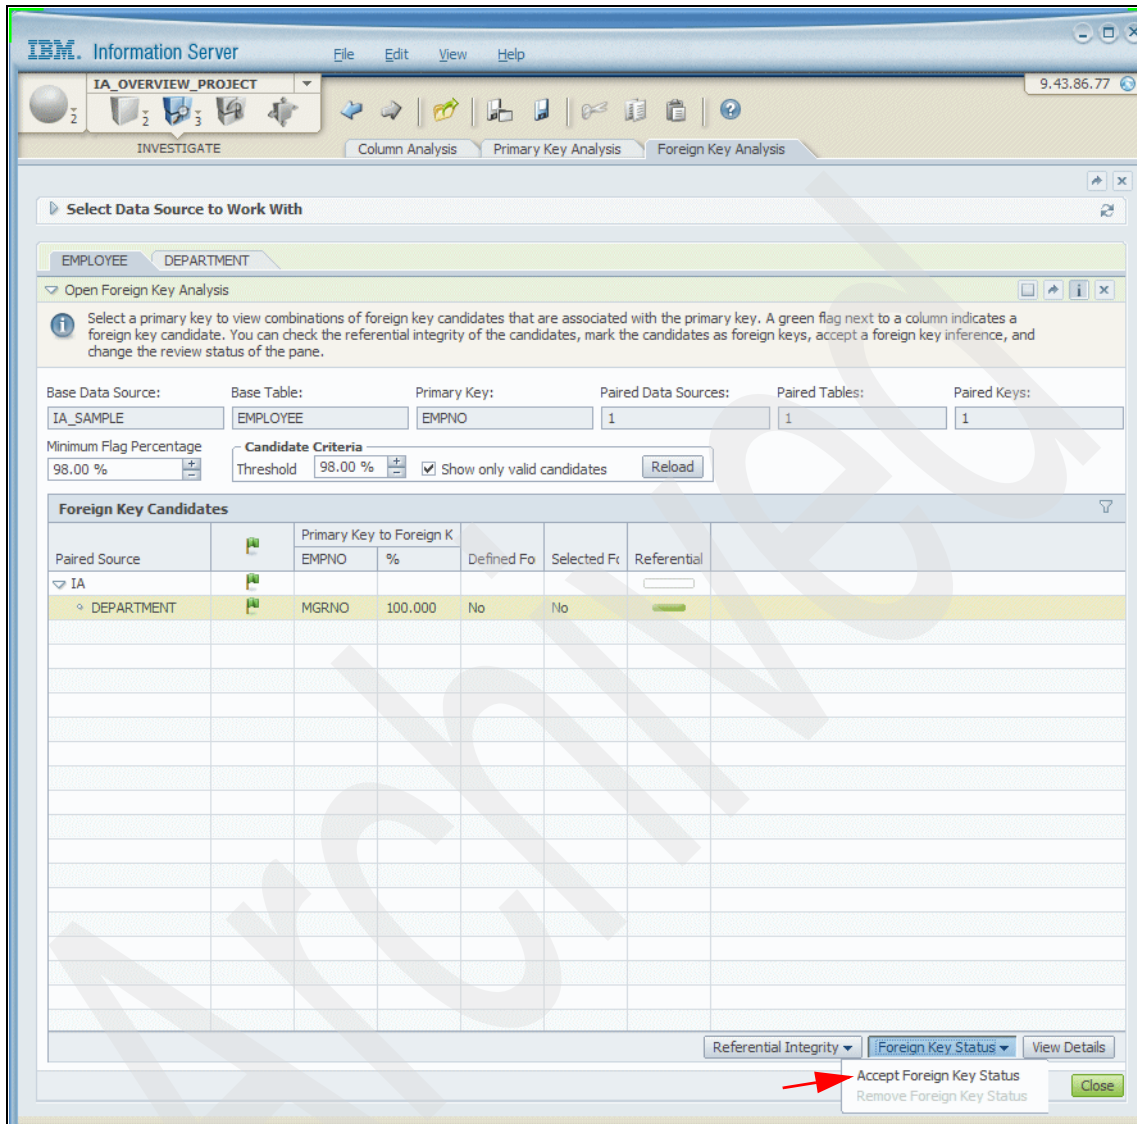 IBM. Information Server
File Edit View Help
IA_OVERVIEW_PROJECT
9.43.86.77
2 2 3
INVESTIGATE
Column Analysis Primary Key Analysis Foreign Key Analysis
Select Data Source to Work With
EMPLOYEE DEPARTMENT
Open Foreign Key Analysis
i
Select a primary key to view combinations of foreign key candidates that are associated with the primary key. A green flag next to a column indicates a
foreign key candidate. You can check the referential integrity of the candidates, mark the candidates as foreign keys, accept a foreign key inference, and
change the review status of the pane.
Base Data Source: Base Table: Primary Key: Paired Data Sources: Paired Tables: Paired Keys:
IA_SAMPLE EMPLOYEE EMPNO 1 1 1
Minimum Flag Percentage Candidate Criteria
98.00 % Threshold 98.00 % Show only valid candidates Reload
Foreign Key Candidates
Primary Key to Foreign K
Paired Source EMPNO % Defined Fo Selected Fo Referential
IA
DEPARTMENT MGRNO 100.000 No No
Referential Integrity Foreign Key Status View Details
Accept Foreign Key Status
Remove Foreign Key Status
Close
Archived